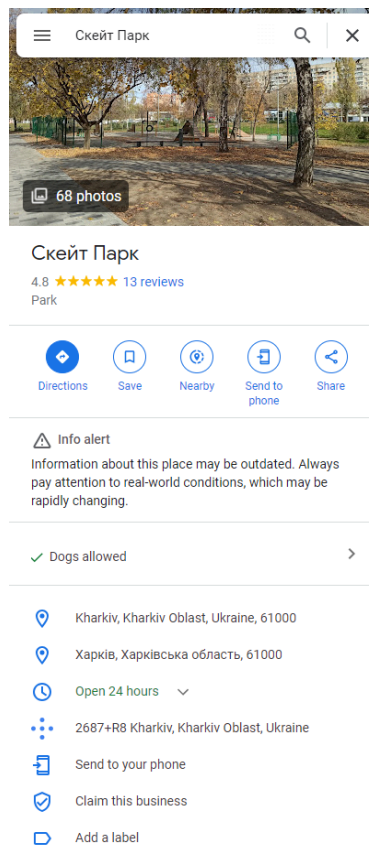 Скейт Парк
68 photos
Скейт Парк
4.8 13 reviews
Park
Directions Save Nearby Send to phone Share
Info alert
Information about this place may be outdated. Always
pay attention to real-world conditions, which may be
rapidly changing.
Dogs allowed
Kharkiv, Kharkiv Oblast, Ukraine, 61000
Харків, Харківська область, 61000
Open 24 hours
2687+R8 Kharkiv, Kharkiv Oblast, Ukraine
Send to your phone
Claim this business
Add a label